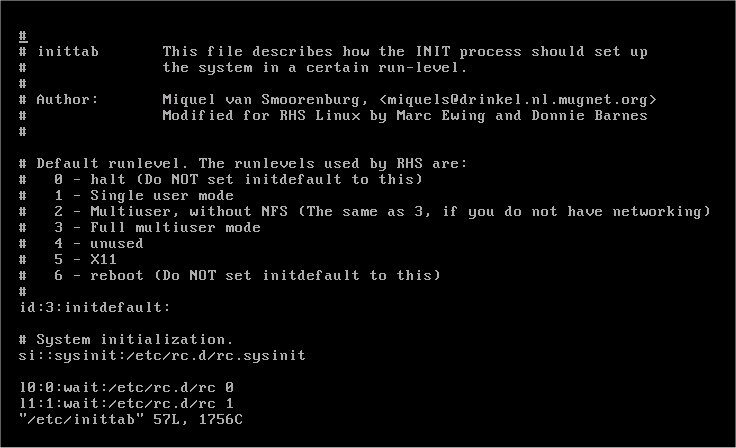 #
# inittab       This file describes how the INIT process should set up
#               the system in a certain run-level.
#
# Author:       Miquel van Smoorenburg, <miquels@drinkel.nl.mugnet.org>
#               Modified for RHS Linux by Marc Ewing and Donnie Barnes
#
# Default runlevel. The runlevels used by RHS are:
#   0 - halt (Do NOT set initdefault to this)
#   1 - Single user mode
#   2 - Multiuser, without NFS (The same as 3, if you do not have networking)
#   3 - Full multiuser mode
#   4 - unused
#   5 - X11
#   6 - reboot (Do NOT set initdefault to this)
#
id:3:initdefault:
# System initialization.
si::sysinit:/etc/rc.d/rc.sysinit
l0:0:wait:/etc/rc.d/rc 0
l1:1:wait:/etc/rc.d/rc 1
"/etc/inittab" 57L, 1756C